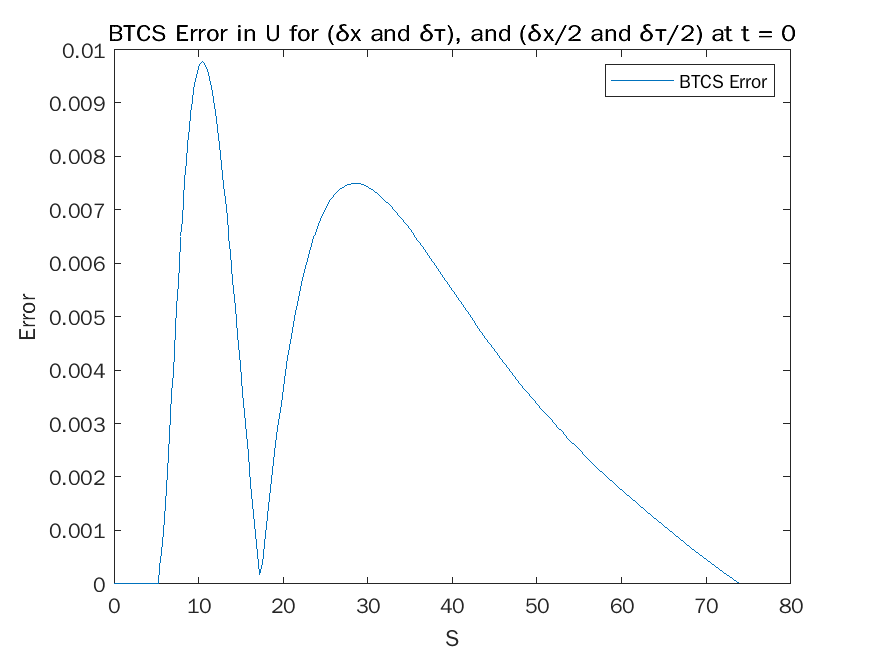 BTCS Error in U for (δx and δτ), and (δx/2 and δτ/2) at t = 0
0.01
0.009
0.008
0.007
0.006
0.005
0.004
0.003
0.002
0.001
0
Error
BTCS Error
0 10 20 30 40 50 60 70 80
S